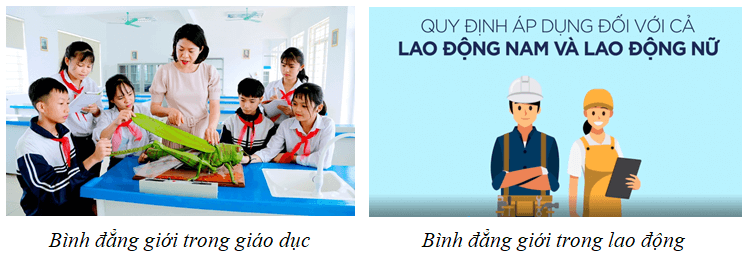 QUY ĐỊNH ÁP DỤNG ĐỐI VỚI CẢ
LAO ĐỘNG NAM VÀ LAO ĐỘNG NỮ
Bình đẳng giới trong giáo dục
Bình đẳng giới trong lao động